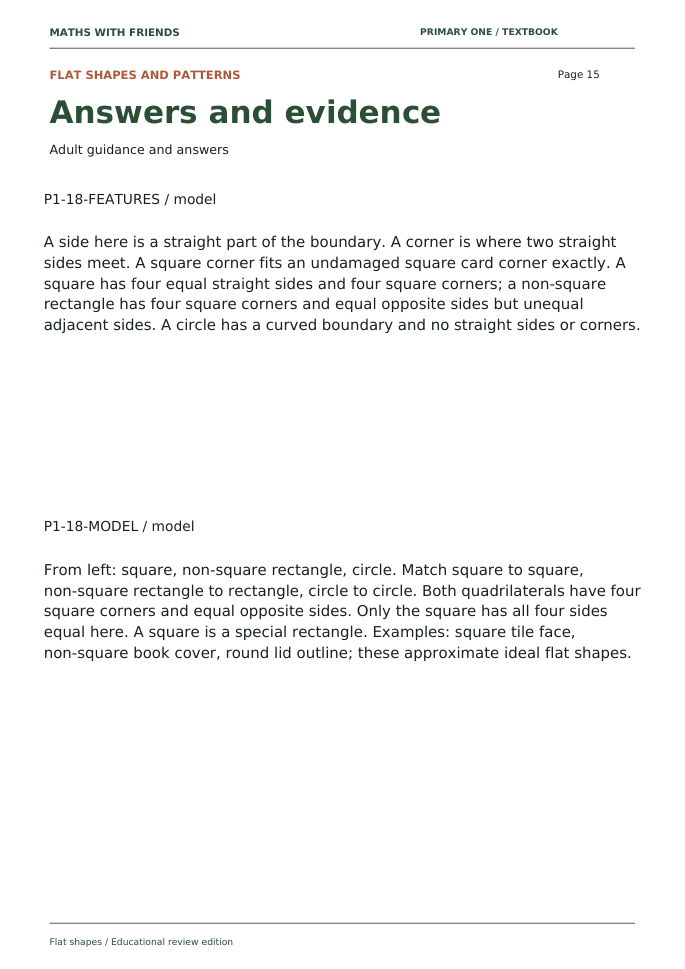 MATHS WITH FRIENDS
PRIMARY ONE / TEXTBOOK
FLAT SHAPES AND PATTERNS
Page 15
Answers and evidence
Adult guidance and answers
P1-18-FEATURES / model
A side here is a straight part of the boundary. A corner is where two straight
sides meet. A square corner fits an undamaged square card corner exactly. A
square has four equal straight sides and four square corners; a non-square
rectangle has four square corners and equal opposite sides but unequal
adjacent sides. A circle has a curved boundary and no straight sides or corners.
P1-18-MODEL / model
From left: square, non-square rectangle, circle. Match square to square,
non-square rectangle to rectangle, circle to circle. Both quadrilaterals have four
square corners and equal opposite sides. Only the square has all four sides
equal here. A square is a special rectangle. Examples: square tile face,
non-square book cover, round lid outline; these approximate ideal flat shapes.
Flat shapes / Educational review edition